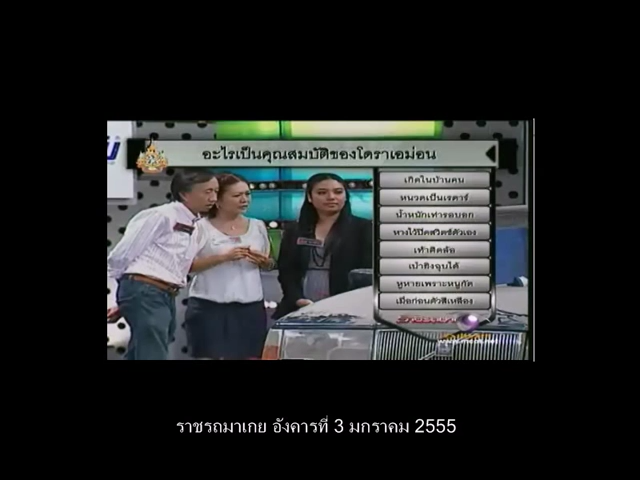 อะไรเป็นคุณสมบัติของโดราเอม่อน
เกิดในบ้านคน
หนวดเป็นเรดาร์
น้ำหนักเท่ารอบอก
หางไว้ปิดสวิตช์ตัวเอง
เท้าติดล้อ
เป่ายิงฉุบได้
หูหายเพราะหนูกัด
เมื่อก่อนตัวสีเหลือง
ราชรถมาเกย อังคารที่ 3 มกราคม 2555